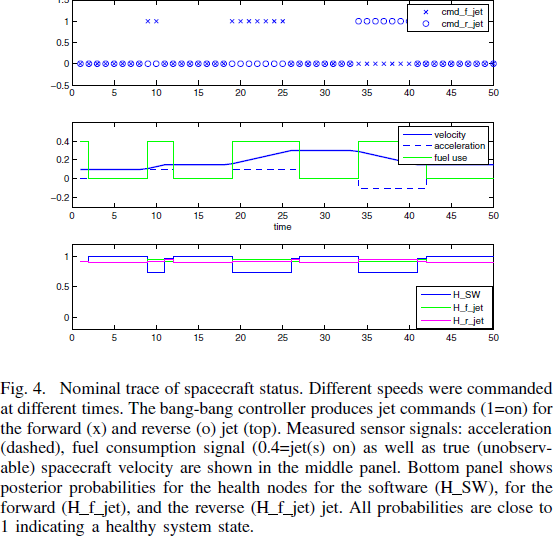 1.5
1
0.5
0
−0.5
0 5 10 15 20 25 30 35 40 45 50
cmd_f_jet
cmd_r_jet
0.4
0.2
0
−0.2
0 5 10 15 20 25 30 35 40 45 50
time
velocity
acceleration
fuel use
1
0.5
0
0 5 10 15 20 25 30 35 40 45 50
H_SW
H_f_jet
H_r_jet
Fig. 4. Nominal trace of spacecraft status. Different speeds were commanded
at different times. The bang-bang controller produces jet commands (1=on) for
the forward (x) and reverse (o) jet (top). Measured sensor signals: acceleration
(dashed), fuel consumption signal (0.4=jet(s) on) as well as true (unobserv-
able) spacecraft velocity are shown in the middle panel. Bottom panel shows
posterior probabilities for the health nodes for the software (H_SW), for the
forward (H_f_jet), and the reverse (H_f_jet) jet. All probabilities are close to
1 indicating a healthy system state.